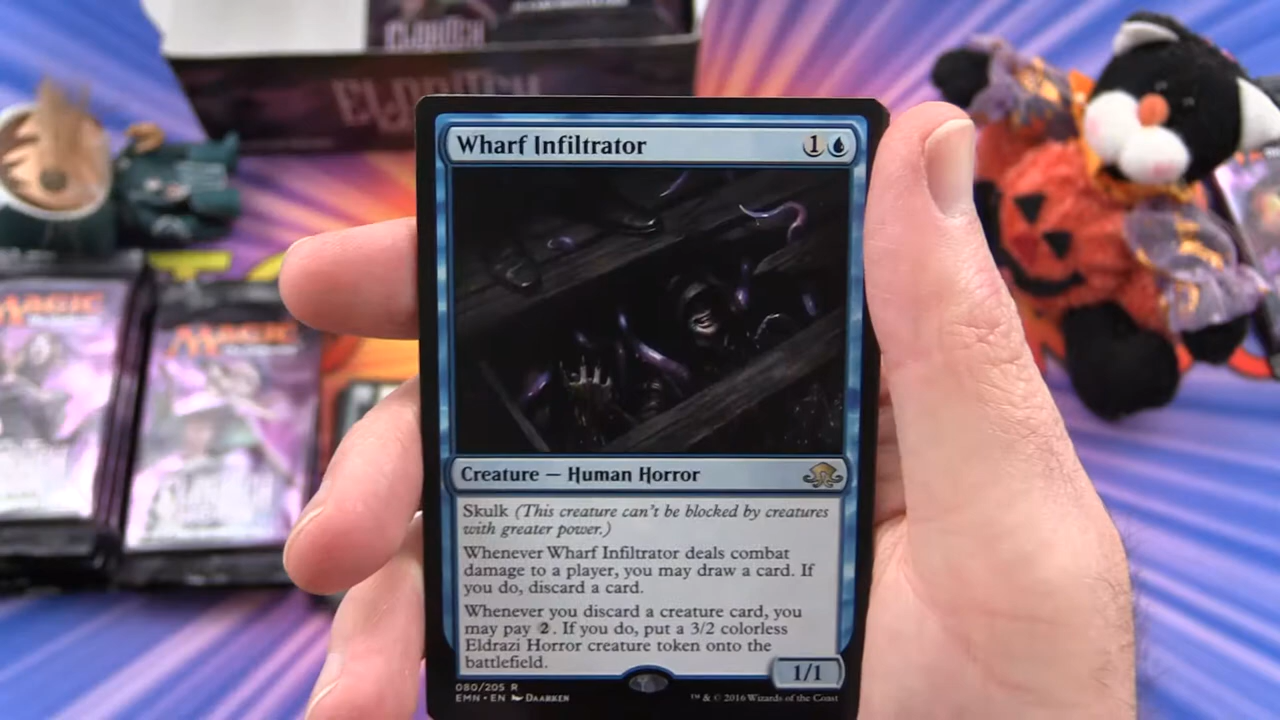 ELDRITCH
ELDRITCH
Wharf Infiltrator 1
MAGIC
MAGIC
Creature — Human Horror
Skulk (This creature can't be blocked by creatures
with greater power.)
Whenever Wharf Infiltrator deals combat
damage to a player, you may draw a card. If
you do, discard a card.
Whenever you discard a creature card, you
may pay 2. If you do, put a 3/2 colorless
Eldrazi Horror creature token onto the
battlefield.
1/1
080/205 R
EMN • EN DAARKEN
™ & © 2016 Wizards of the Coast